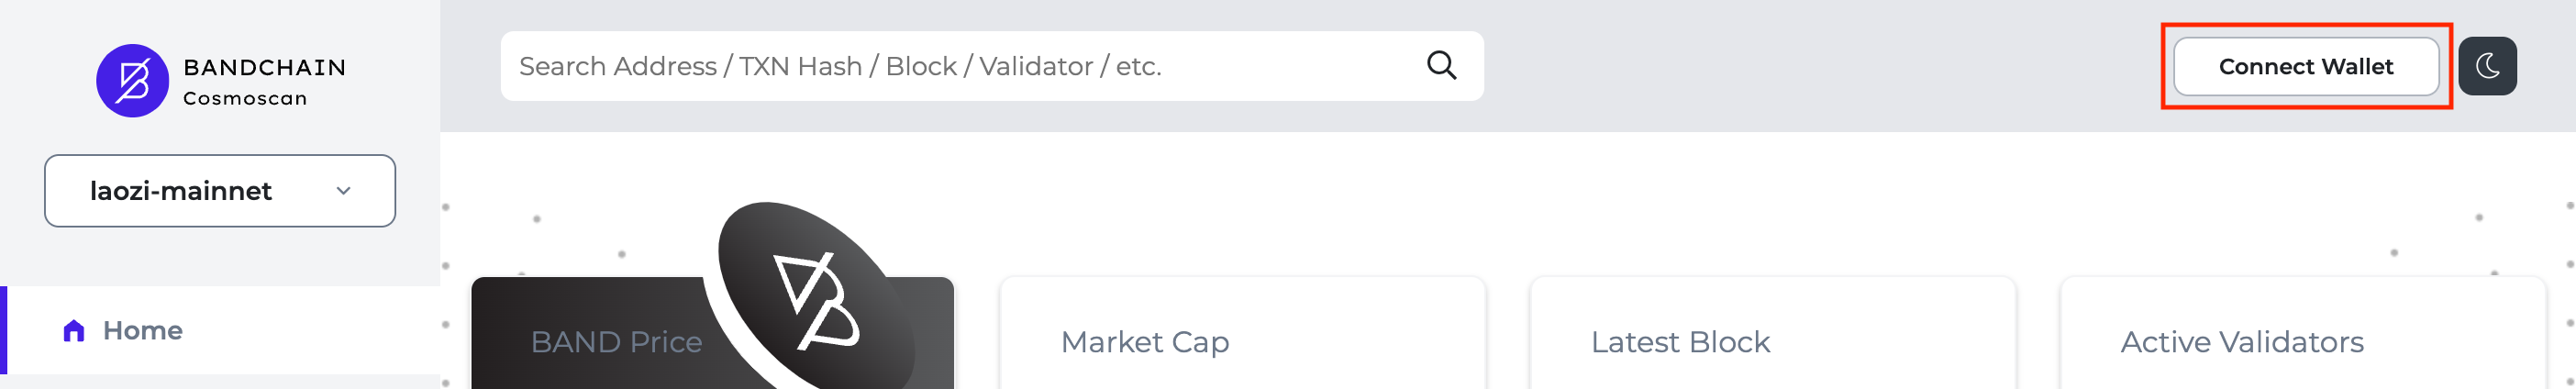 BANDCHAIN
Cosmoscan
laozi-mainnet
Home
Search Address / TXN Hash / Block / Validator / etc.
Connect Wallet
BAND Price
Market Cap
Latest Block
Active Validators